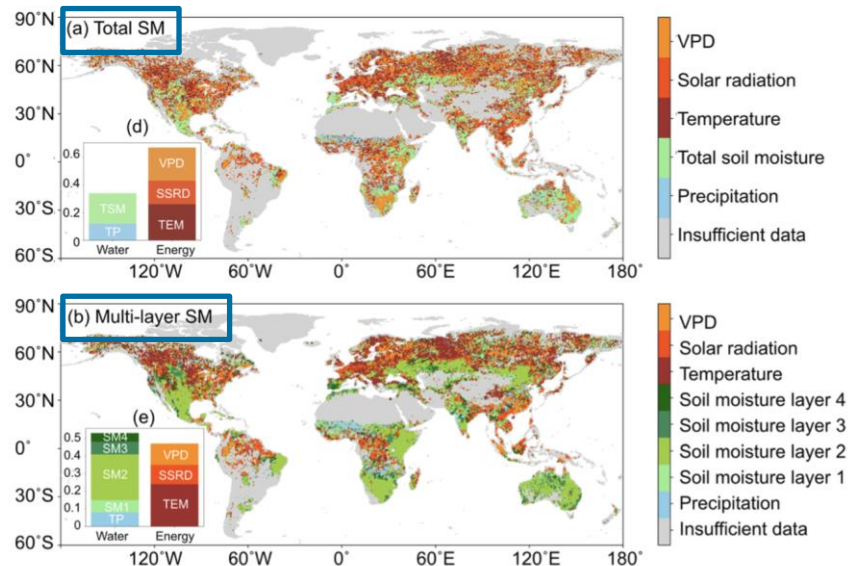 90˚N
(a) Total SM
60˚N
30˚N
0˚
30˚S
60˚S
120˚W
60˚W
0˚
60˚E
120˚E
180˚
(d)
0.6
0.4
0.2
0
TSM
TP
VPD
SSRD
TEM
Water
Energy
VPD
Solar radiation
Temperature
Total soil moisture
Precipitation
Insufficient data
90˚N
(b) Multi-layer SM
60˚N
30˚N
0˚
30˚S
60˚S
120˚W
60˚W
0˚
60˚E
120˚E
180˚
(e)
0.5
0.4
0.3
0.2
0.1
0
SM4
SM3
SM2
SM1
TP
VPD
SSRD
TEM
Water
Energy
VPD
Solar radiation
Temperature
Soil moisture layer 4
Soil moisture layer 3
Soil moisture layer 2
Soil moisture layer 1
Precipitation
Insufficient data